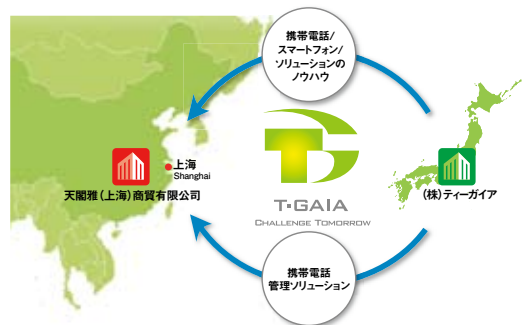 携帯電話/
スマートフォン/
ソリューションの
ノウハウ
上海
Shanghai
天閣雅(上海)商貿有限公司
T·GAIA
CHALLENGE TOMORROW
(株)ティーガイア
携帯電話
管理ソリューション